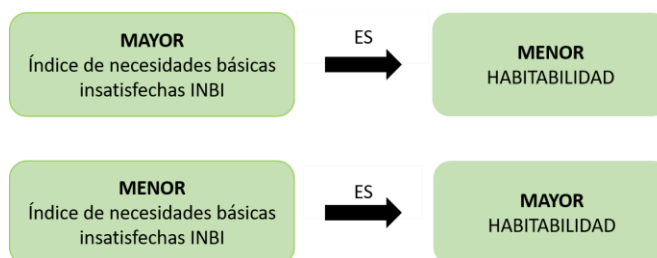 MAYOR
Índice de necesidades básicas
insatisfechas INBI
ES
MENOR
HABITABILIDAD
MENOR
Índice de necesidades básicas
insatisfechas INBI
ES
MAYOR
HABITABILIDAD